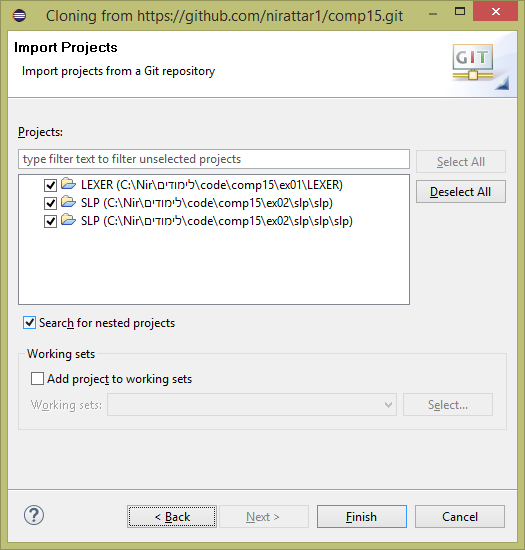 Cloning from https://github.com/nirattar1/comp15.git
Import Projects
Import projects from a Git repository
GIT
Projects:
type filter text to filter unselected projects
Select All
LEXER (C:\Nir\לימודים\code\comp15\ex01\LEXER)
Deselect All
SLP (C:\Nir\לימודים\code\comp15\ex02\slp\slp)
SLP (C:\Nir\לימודים\code\comp15\ex02\slp\slp\slp)
Search for nested projects
Working sets
Add project to working sets
Working sets:
Select...
?
< Back
Next >
Finish
Cancel